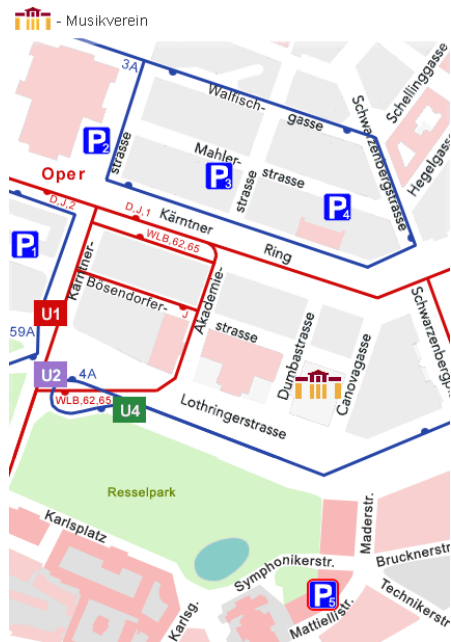 - Musikverein
3A
Walfisch-
gasse
Schellinggasse
Hegelgasse
Schwarzenbergstrasse
P2
strasse
Mahler-
strasse
P3
strasse
P4
Oper
D,J,2
D,J,1
Kärntner
Ring
WLB,62,65
P1
Kärntner-
Bösendorfer-
J
Akademie-
strasse
Dumbastrasse
Canovagasse
Schwarzenbergpl
U1
59A
U2
4A
WLB,62,65
U4
Lothringerstrasse
Resselpark
Karlsplatz
Maderstr.
Symphonikerstr.
Brucknerstr
Technikerstr
P5
Mattiellistr.
Karlsg.